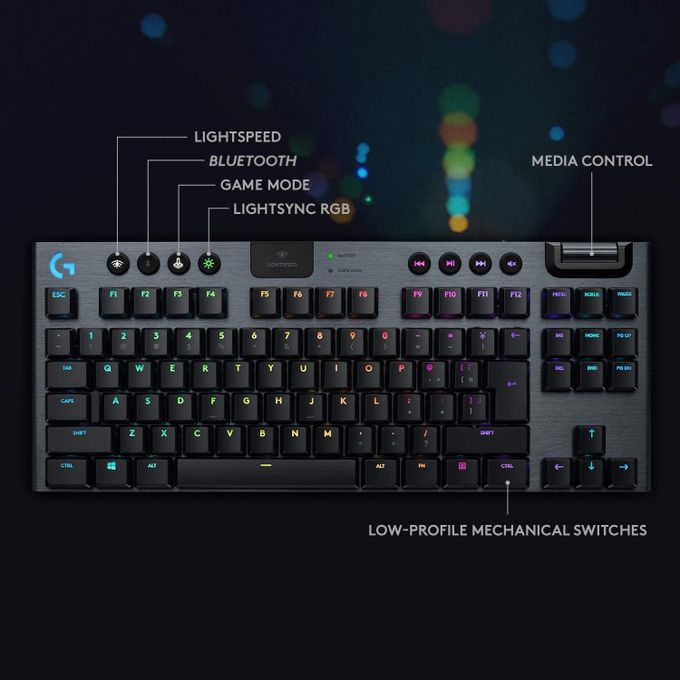 LIGHTSPEED
BLUETOOTH
GAME MODE
LIGHTSYNC RGB
MEDIA CONTROL
LIGHTSPEED
BATTERY
CAPS LOCK
ESC F1 F2 F3 F4 F5 F6 F7 F8 F9 F10 F11 F12 PRTSC SCRLK PAUSE
1 2 3 4 5 6 7 8 9 0 - = ¥ ← INS HOME PG UP
TAB Q W E R T Y U I O P @ [ ← DEL END PG DN
CAPS A S D F G H J K L ; : ]
SHIFT Z X C V B N M , . / SHIFT ↑
CTRL ALT ALT FN CTRL ← ↓ →
LOW-PROFILE MECHANICAL SWITCHES